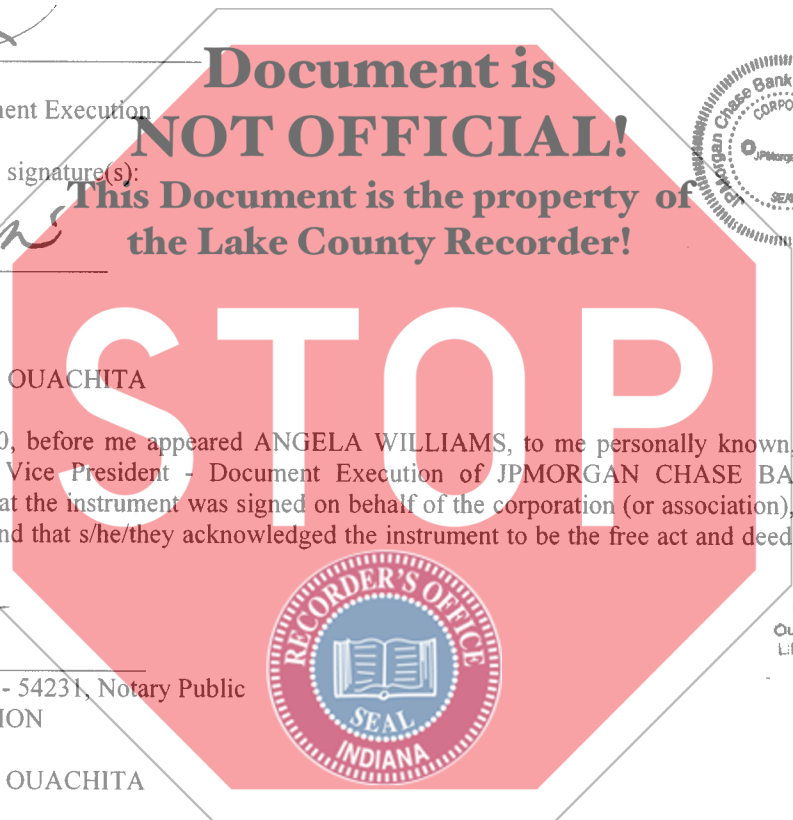 Document is
ment Execution
NOT OFFICIAL!
signature(s):
This Document is the property of
the Lake County Recorder!
JPMorgan Chase Bank
CORPO
JPMorga
SEA
STOP
OUACHITA
0, before me appeared ANGELA WILLIAMS, to me personally known,
Vice President - Document Execution of JPMORGAN CHASE BA
at the instrument was signed on behalf of the corporation (or association),
nd that s/he/they acknowledged the instrument to be the free act and deed
RECORDER'S OFFICE
SEAL
INDIANA
Ou
- 54231, Notary Public
ION
OUACHITA